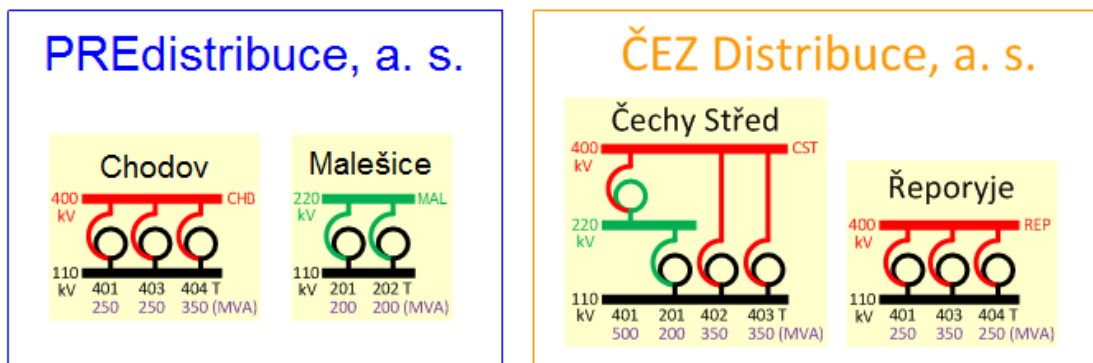 PREdistribuce, a. s.
Chodov
400 kV CHD
110 kV
401 403 404 T
250 250 350 (MVA)
Malešice
220 kV MAL
110 kV
201 202 T
200 200 (MVA)
ČEZ Distribuce, a. s.
Čechy Střed
400 kV CST
220 kV
110 kV
401 201 402 403 T
500 200 350 350 (MVA)
Řeporyje
400 kV REP
110 kV
401 403 404 T
250 350 250 (MVA)